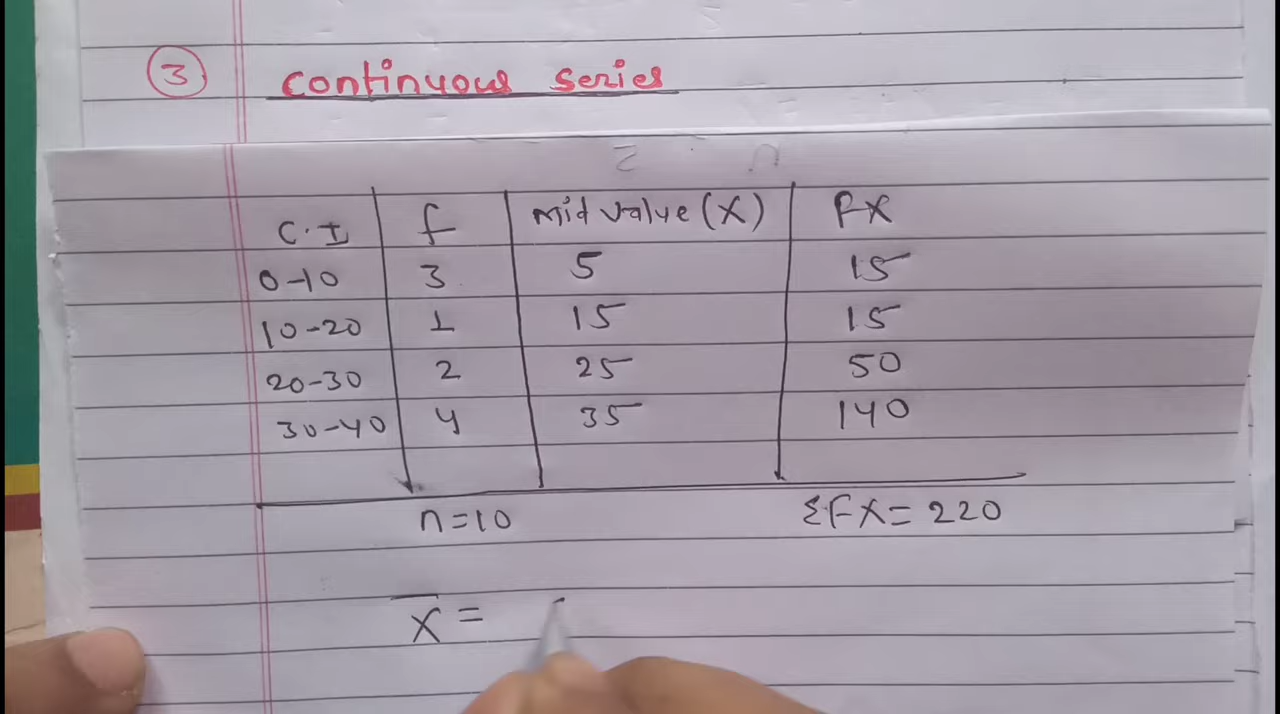 3 Continuous series
C.I f Mid value (X) FX
0-10 3 5 15
10-20 1 15 15
20-30 2 25 50
30-40 4 35 140
n=10 ΣFX=220
X̄ =